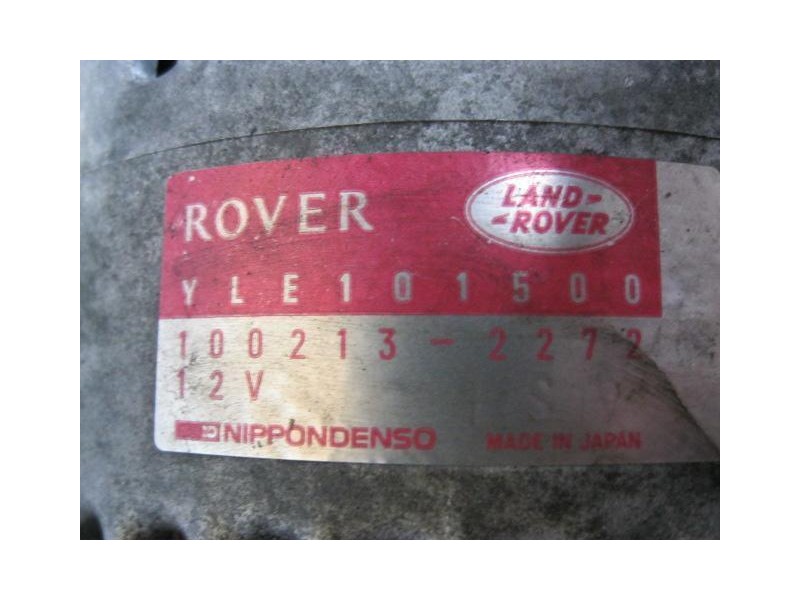 ROVER
LAND-
-ROVER
YLE101500
100213-2272
12V
NIPPONDENSO MADE IN JAPAN